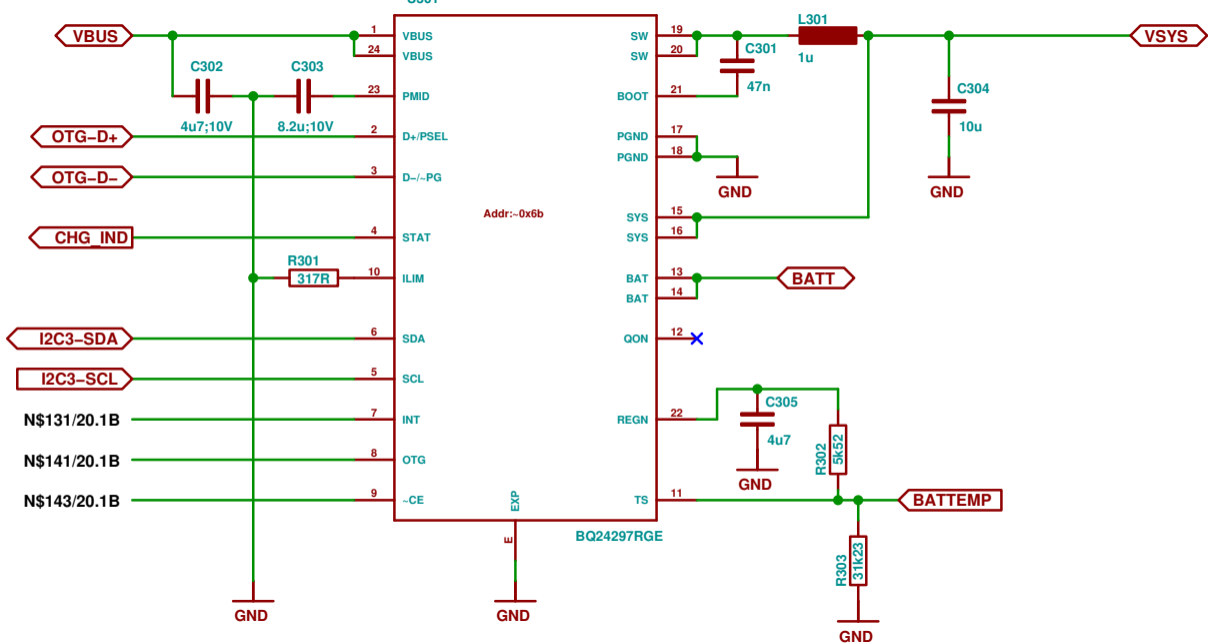 VBUS
C302
4u7;10V
C303
8.2u;10V
OTG-D+
OTG-D-
CHG_IND
R301
317R
I2C3-SDA
I2C3-SCL
N$131/20.1B
N$141/20.1B
N$143/20.1B
GND
1 VBUS
24 VBUS
23 PMID
2 D+/PSEL
3 D-/~PG
4 STAT
10 ILIM
6 SDA
5 SCL
7 INT
8 OTG
9 ~CE
Addr:~0x6b
EXP
E
GND
BQ24297RGE
SW 19
SW 20
BOOT 21
PGND 17
PGND 18
SYS 15
SYS 16
BAT 13
BAT 14
QON 12
REGN 22
TS 11
C301
47n
L301
1u
VSYS
C304
10u
GND
GND
BATT
C305
4u7
GND
R302
5k52
BATTEMP
R303
31k23
GND